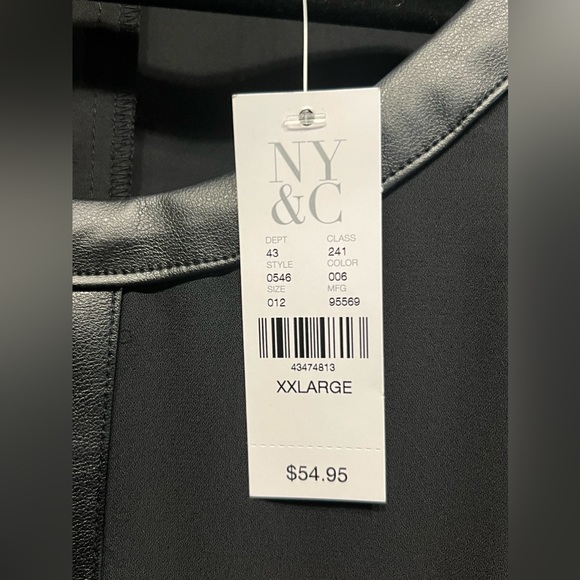 NY
&C
DEPT CLASS
43 241
STYLE COLOR
0546 006
SIZE MFG
012 95569
43474813
XXLARGE
$54.95